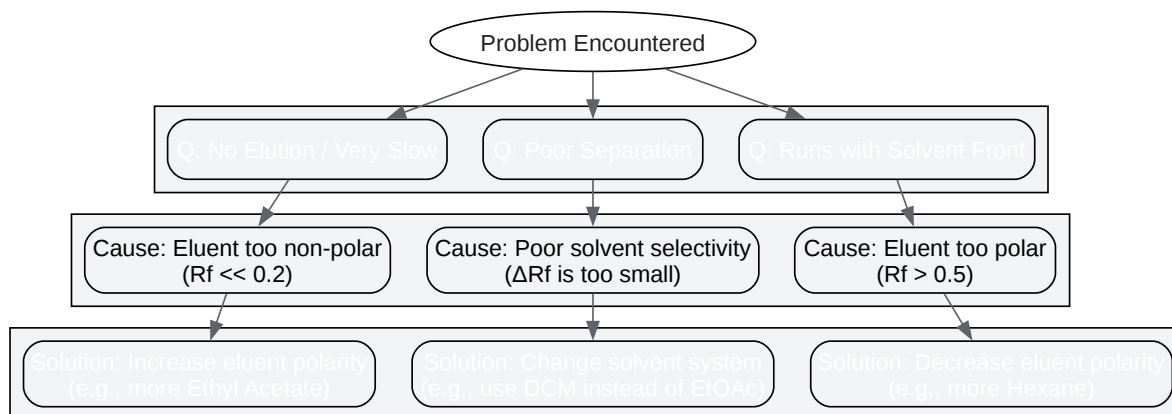 Problem Encountered
Q: No Elution / Very Slow
Q: Poor Separation
Q: Runs with Solvent Front
Cause: Eluent too non-polar
(Rf << 0.2)
Cause: Poor solvent selectivity
(ΔRf is too small)
Cause: Eluent too polar
(Rf > 0.5)
Solution: Increase eluent polarity
(e.g., more Ethyl Acetate)
Solution: Change solvent system
(e.g., use DCM instead of EtOAc)
Solution: Decrease eluent polarity
(e.g., more Hexane)